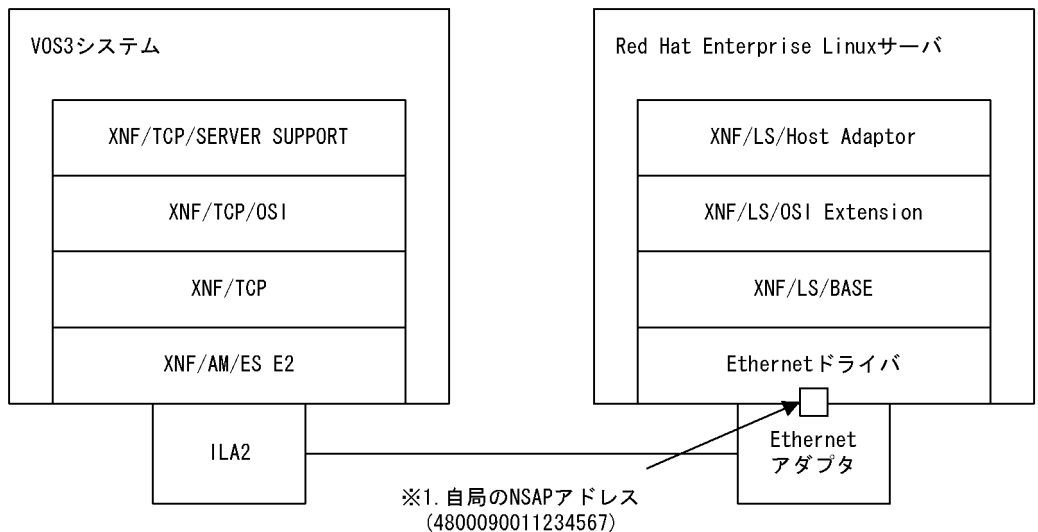 VOS3システム
XNF/TCP/SERVER SUPPORT
XNF/TCP/OSI
XNF/TCP
XNF/AM/ES E2
ILA2
Red Hat Enterprise Linuxサーバ
XNF/LS/Host Adaptor
XNF/LS/OSI Extension
XNF/LS/BASE
Ethernetドライバ
Ethernet
アダプタ
※1. 自局のNSAPアドレス
(4800090011234567)